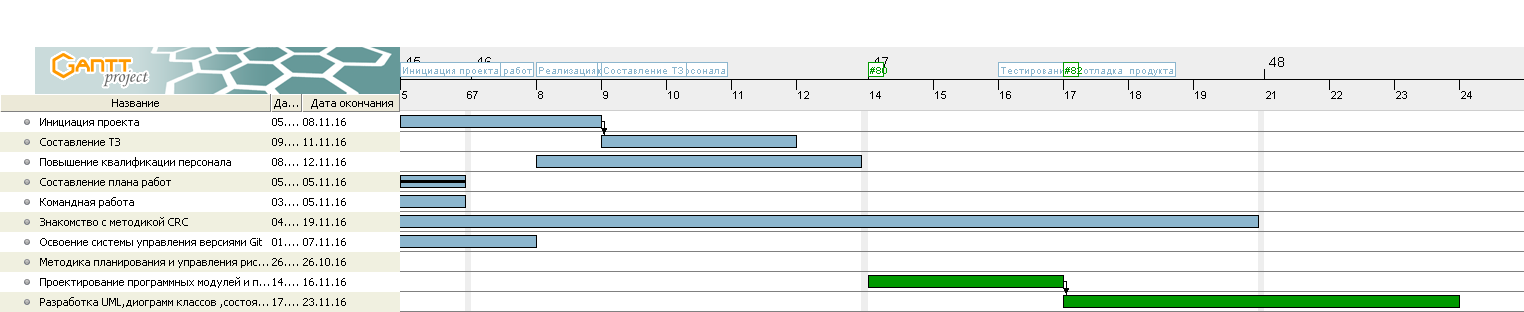 GANTT
project
45 46 47 48
Инициация проекта работ Реализация Составление ТЗ рсонала #80 Тестирован #82 отладка продукта
5 6 7 8 9 10 11 12 14 15 16 17 18 19 21 22 23 24
Название Да... Дата окончания
Инициация проекта 05.... 08.11.16
Составление ТЗ 09.... 11.11.16
Повышение квалификации персонала 08.... 12.11.16
Составление плана работ 05.... 05.11.16
Командная работа 03.... 05.11.16
Знакомство с методикой CRC 04.... 19.11.16
Освоение системы управления версиями Git 01.... 07.11.16
Методика планирования и управления рис... 26.... 26.10.16
Проектирование программных модулей и п... 14.... 16.11.16
Разработка UML,диограмм классов ,состоя... 17.... 23.11.16